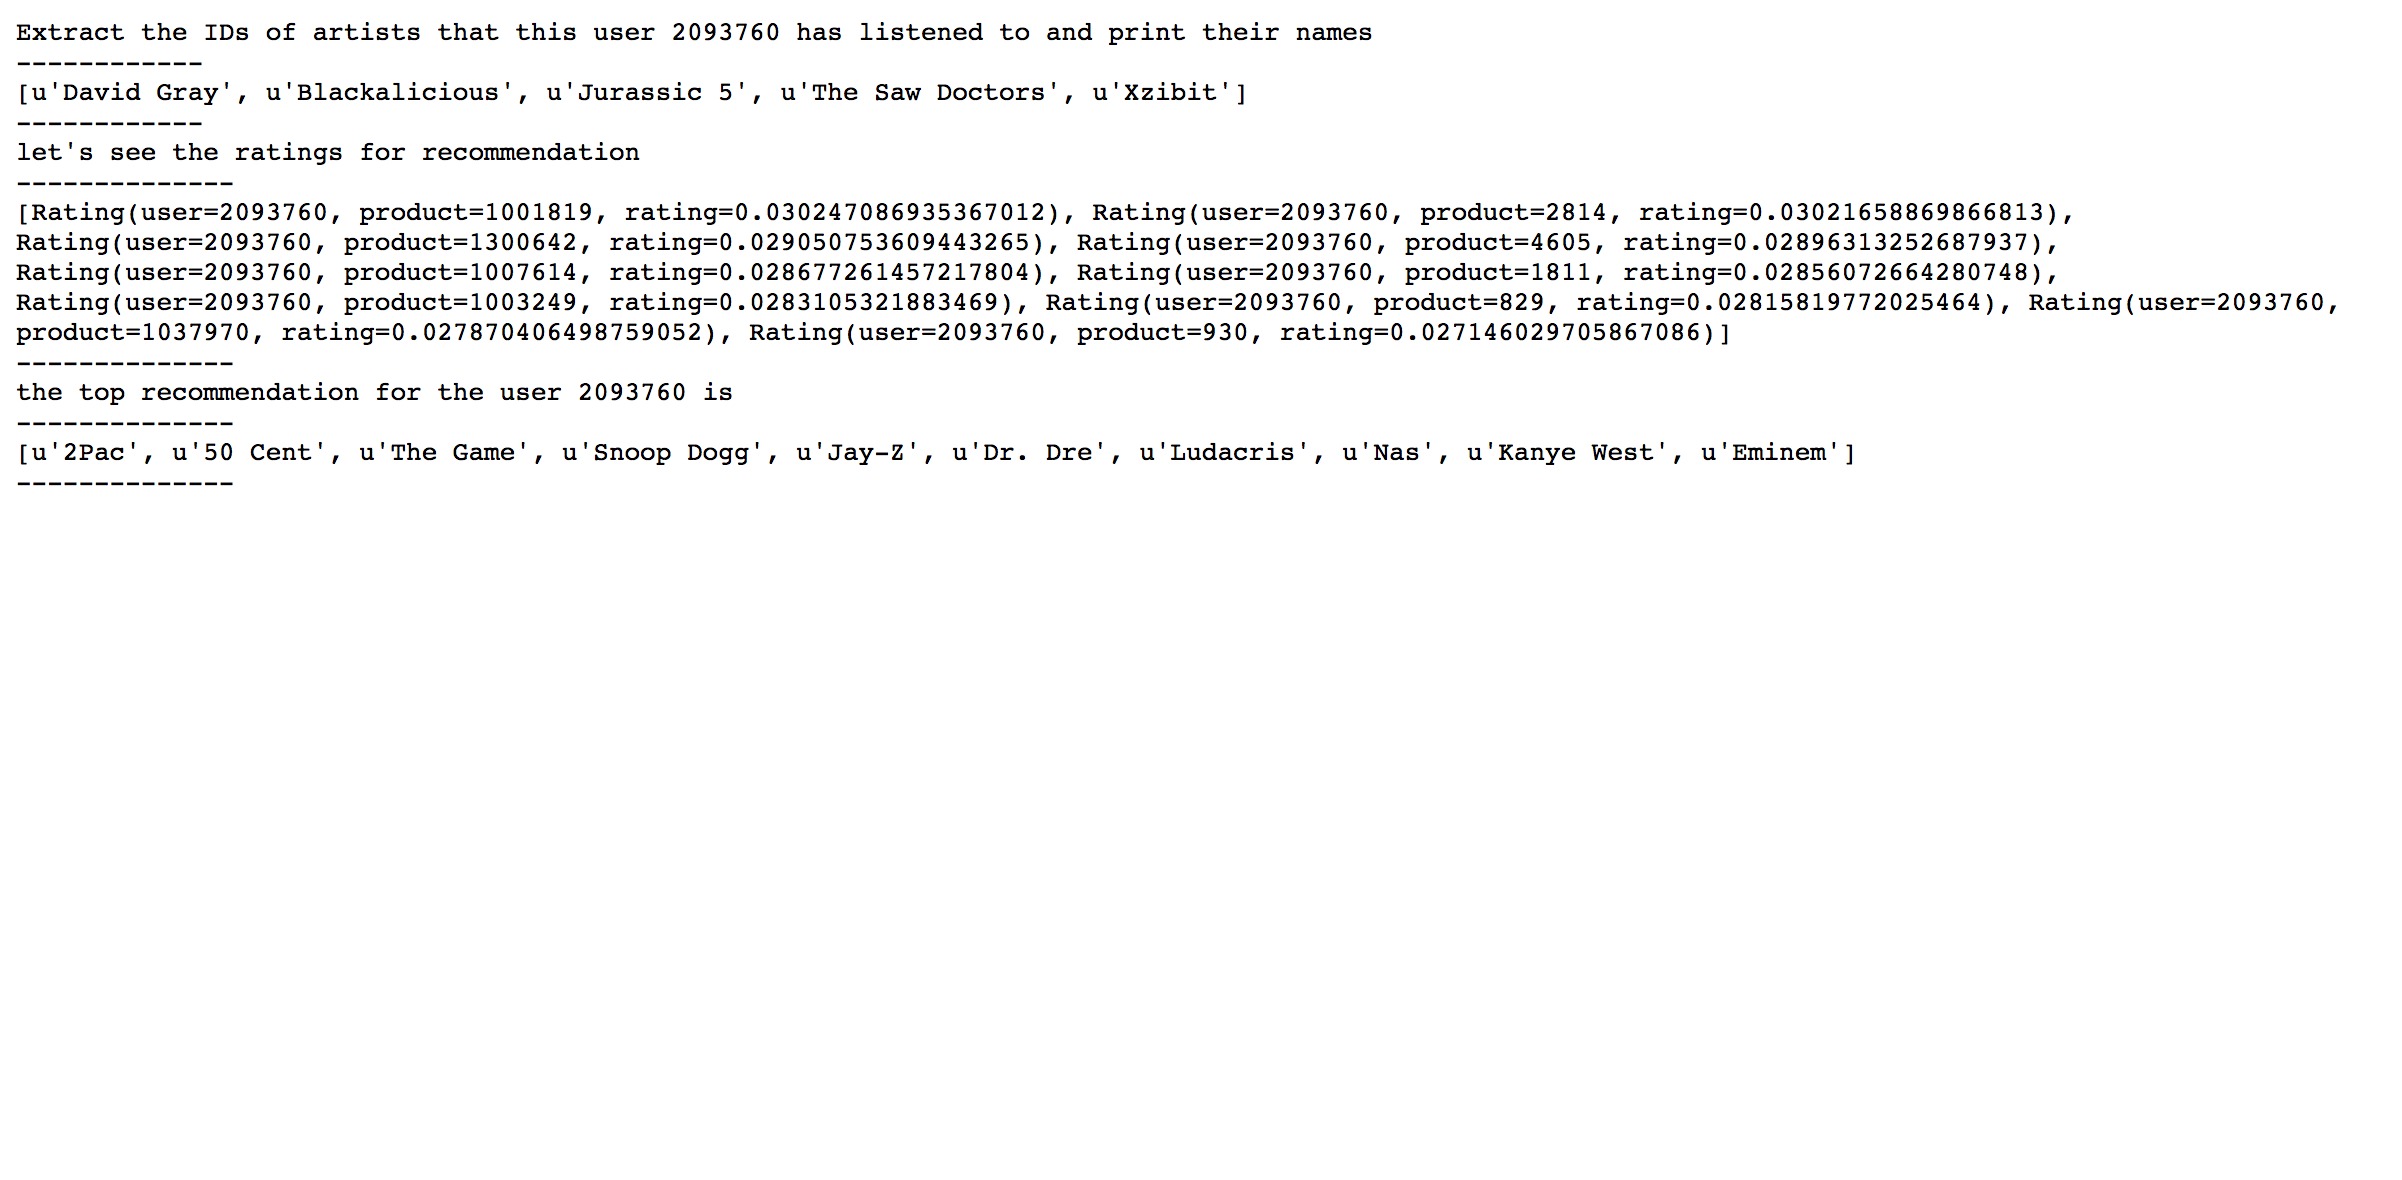 Extract the IDs of artists that this user 2093760 has listened to and print their names
------------
[u'David Gray', u'Blackalicious', u'Jurassic 5', u'The Saw Doctors', u'Xzibit']
------------
let's see the ratings for recommendation
--------------
[Rating(user=2093760, product=1001819, rating=0.030247086935367012), Rating(user=2093760, product=2814, rating=0.03021658869866813),
Rating(user=2093760, product=1300642, rating=0.029050753609443265), Rating(user=2093760, product=4605, rating=0.02896313252687937),
Rating(user=2093760, product=1007614, rating=0.028677261457217804), Rating(user=2093760, product=1811, rating=0.02856072664280748),
Rating(user=2093760, product=1003249, rating=0.0283105321883469), Rating(user=2093760, product=829, rating=0.02815819772025464), Rating(user=2093760,
product=1037970, rating=0.027870406498759052), Rating(user=2093760, product=930, rating=0.027146029705867086)]
--------------
the top recommendation for the user 2093760 is
--------------
[u'2Pac', u'50 Cent', u'The Game', u'Snoop Dogg', u'Jay-Z', u'Dr. Dre', u'Ludacris', u'Nas', u'Kanye West', u'Eminem']
--------------